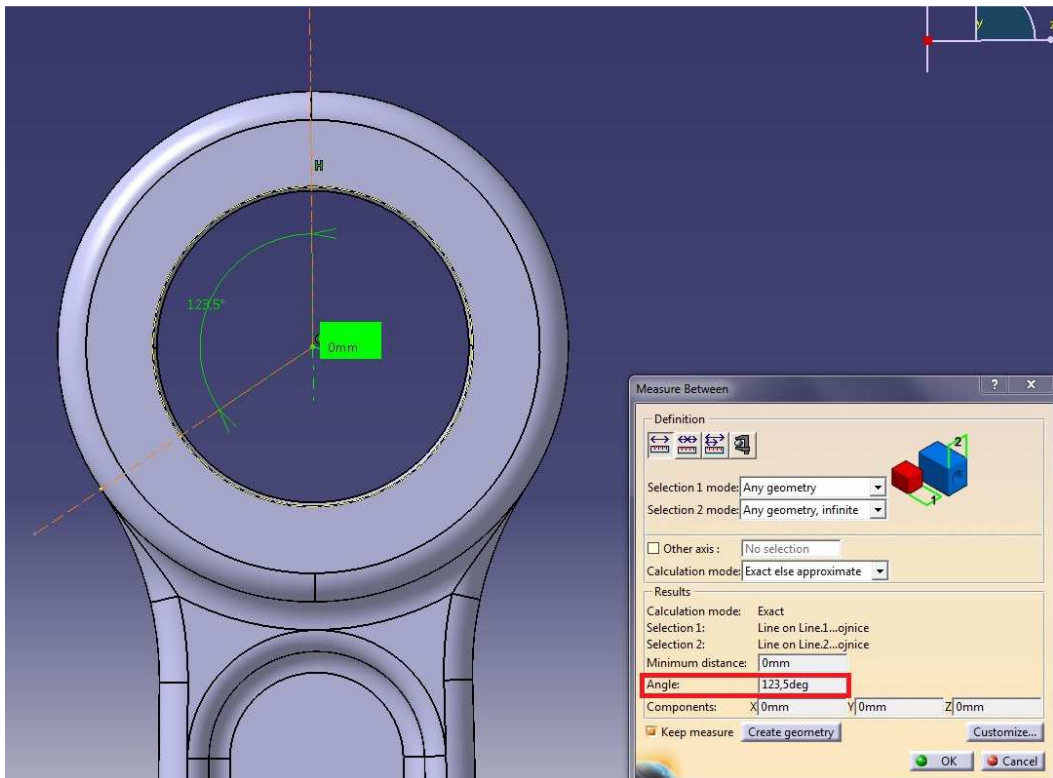 y
z
H
123,5°
0mm
Measure Between
Definition
2
1
Selection 1 mode: Any geometry
Selection 2 mode: Any geometry, infinite
Other axis : No selection
Calculation mode: Exact else approximate
Results
Calculation mode: Exact
Selection 1: Line on Line.1...ojnice
Selection 2: Line on Line.2...ojnice
Minimum distance: 0mm
Angle: 123,5deg
Components: X 0mm Y 0mm Z 0mm
Keep measure Create geometry Customize...
OK Cancel